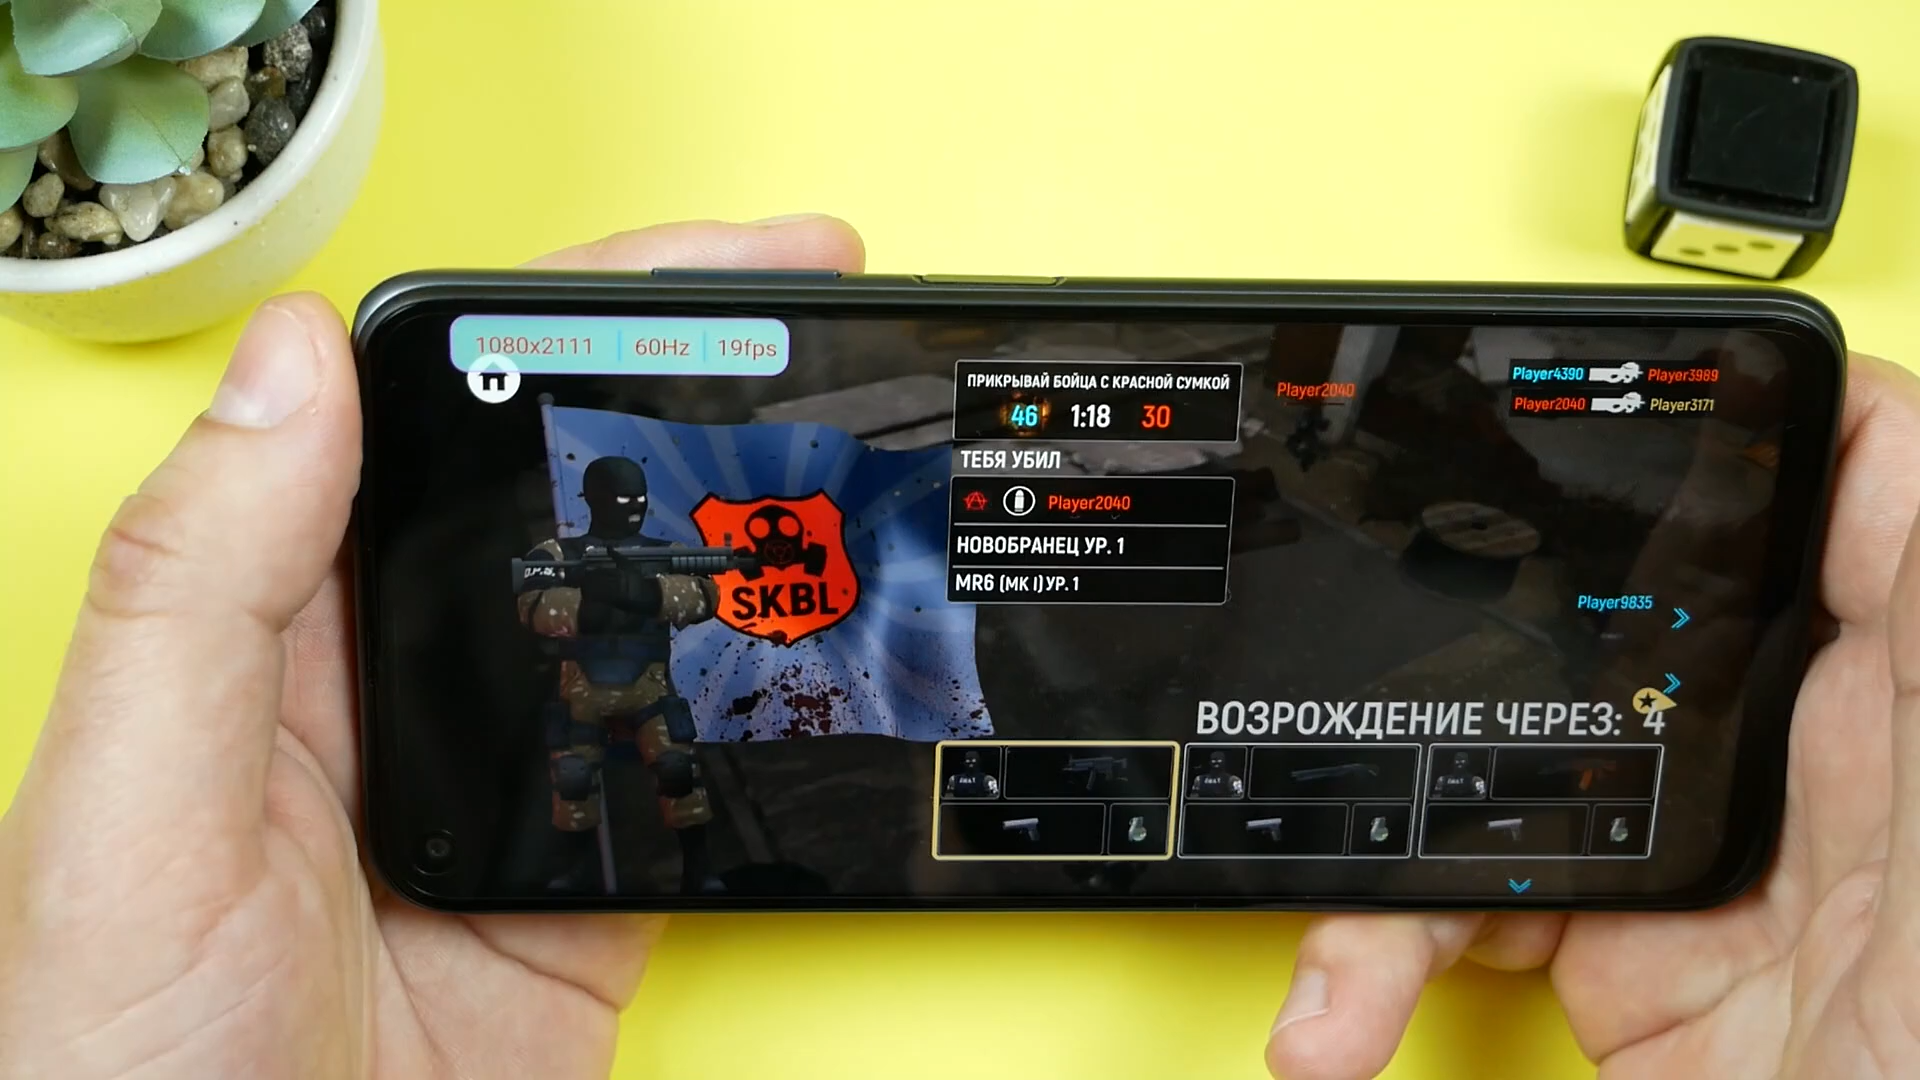 1080x2111 60Hz 19fps
ПРИКРЫВАЙ БОЙЦА С КРАСНОЙ СУМКОЙ
46 1:18 30
Player2040
Player4390 Player3989
Player2040 Player3171
ТЕБЯ УБИЛ
Player2040
НОВОБРАНЕЦ УР. 1
MR6 (MK I) УР. 1
SKBL
Player9835
ВОЗРОЖДЕНИЕ ЧЕРЕЗ: 4